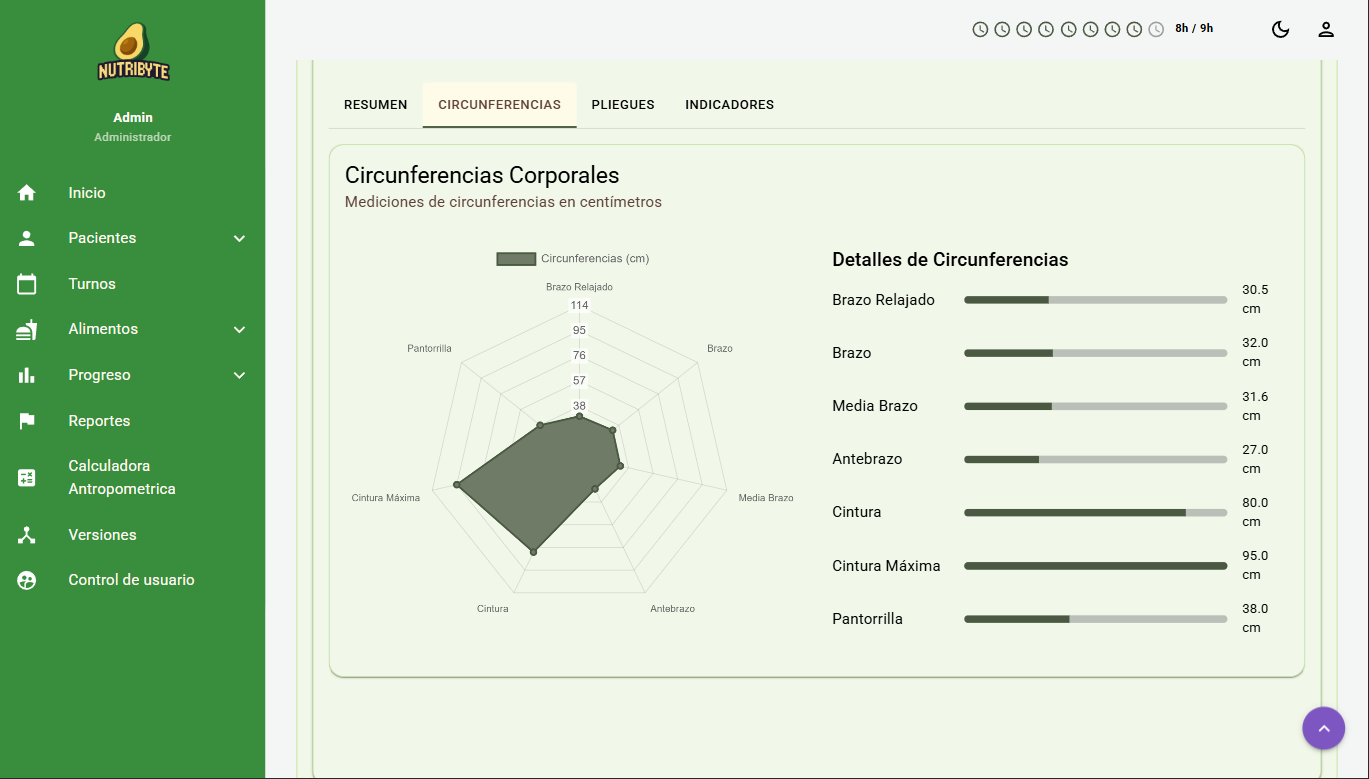 NUTRIBYTE
Admin
Administrador
Inicio
Pacientes
Turnos
Alimentos
Progreso
Reportes
Calculadora
Antropometrica
Versiones
Control de usuario
8h / 9h
RESUMEN CIRCUNFERENCIAS PLIEGUES INDICADORES
Circunferencias Corporales
Mediciones de circunferencias en centímetros
Circunferencias (cm)
Brazo Relajado
114
95
76
57
38
Pantorrilla
Brazo
Cintura Máxima
Media Brazo
Cintura
Antebrazo
Detalles de Circunferencias
Brazo Relajado
30.5
cm
Brazo
32.0
cm
Media Brazo
31.6
cm
Antebrazo
27.0
cm
Cintura
80.0
cm
Cintura Máxima
95.0
cm
Pantorrilla
38.0
cm